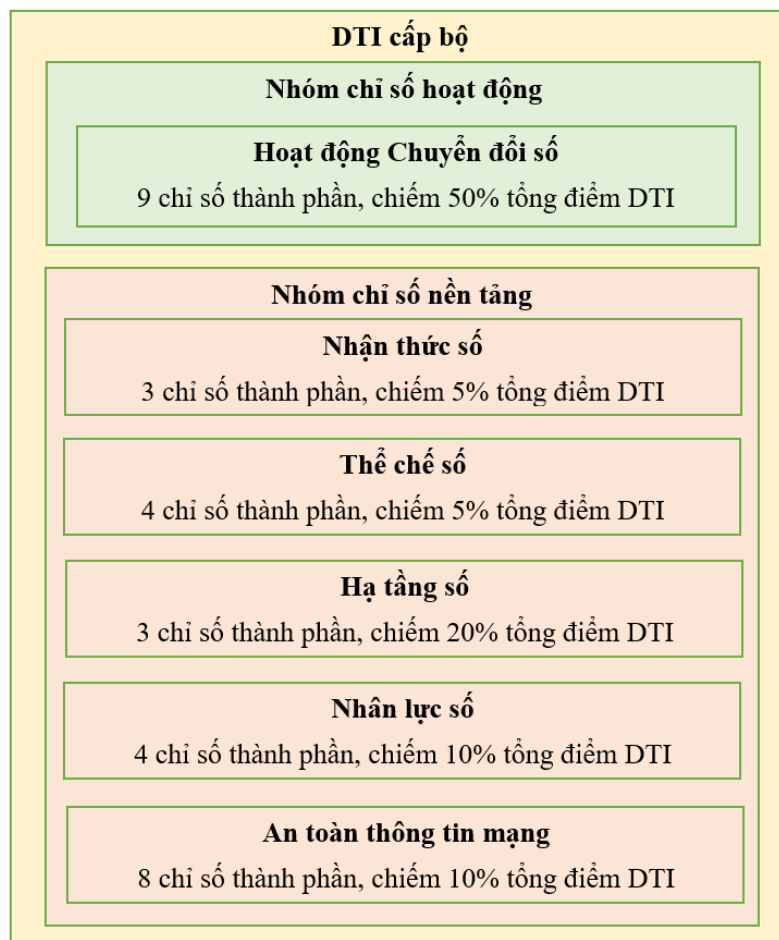 DTI cấp bộ
Nhóm chỉ số hoạt động
Hoạt động Chuyển đổi số
9 chỉ số thành phần, chiếm 50% tổng điểm DTI
Nhóm chỉ số nền tảng
Nhận thức số
3 chỉ số thành phần, chiếm 5% tổng điểm DTI
Thể chế số
4 chỉ số thành phần, chiếm 5% tổng điểm DTI
Hạ tầng số
3 chỉ số thành phần, chiếm 20% tổng điểm DTI
Nhân lực số
4 chỉ số thành phần, chiếm 10% tổng điểm DTI
An toàn thông tin mạng
8 chỉ số thành phần, chiếm 10% tổng điểm DTI